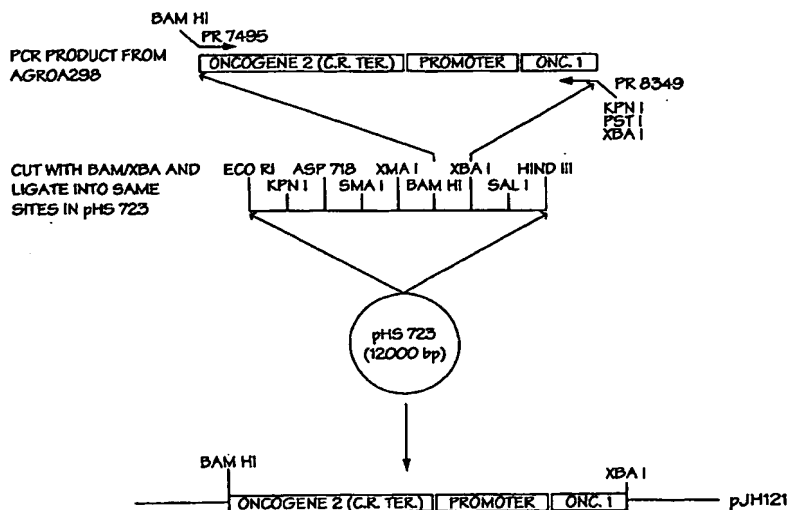 BAM HI
PR 7495
PCR PRODUCT FROM
AGROA298
ONCOGENE 2 (C.R. TER.) PROMOTER ONC. 1
PR 8349
KPN I
PST I
XBA I
CUT WITH BAM/XBA AND
LIGATE INTO SAME
SITES IN pHS 723
ECO RI ASP 718 XMA I XBA I HIND III
KPN I SMA I BAM HI SAL I
pHS 723
(12000 bp)
BAM HI
XBA I
ONCOGENE 2 (C.R. TER.) PROMOTER ONC. 1
pJH121